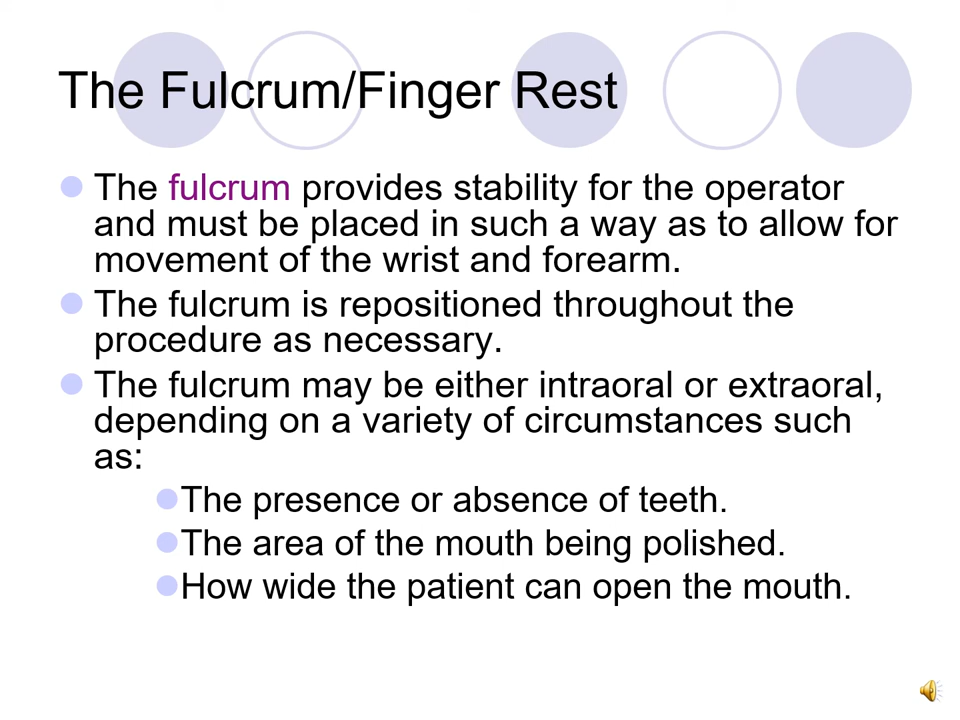 The Fulcrum/Finger Rest
The fulcrum provides stability for the operator
and must be placed in such a way as to allow for
movement of the wrist and forearm.
The fulcrum is repositioned throughout the
procedure as necessary.
The fulcrum may be either intraoral or extraoral,
depending on a variety of circumstances such
as:
The presence or absence of teeth.
The area of the mouth being polished.
How wide the patient can open the mouth.